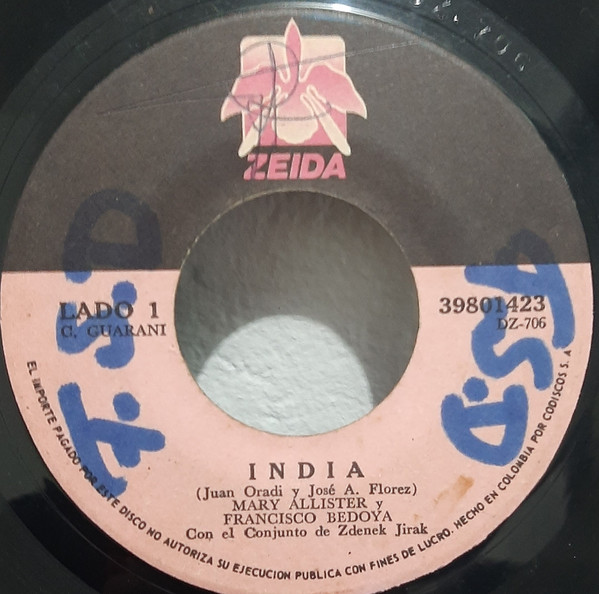 DZ-706
ZEIDA
LADO 1
C. GUARANI
39801423
DZ-706
INDIA
(Juan Oradi y José A. Florez)
MARY ALLISTER y
FRANCISCO BEDOYA
Con el Conjunto de Zdenek Jirak
EL IMPORTE PAGADO POR ESTE DISCO NO AUTORIZA SU EJECUCION PUBLICA CON FINES DE LUCRO. HECHO EN COLOMBIA POR CODISCOS S. A